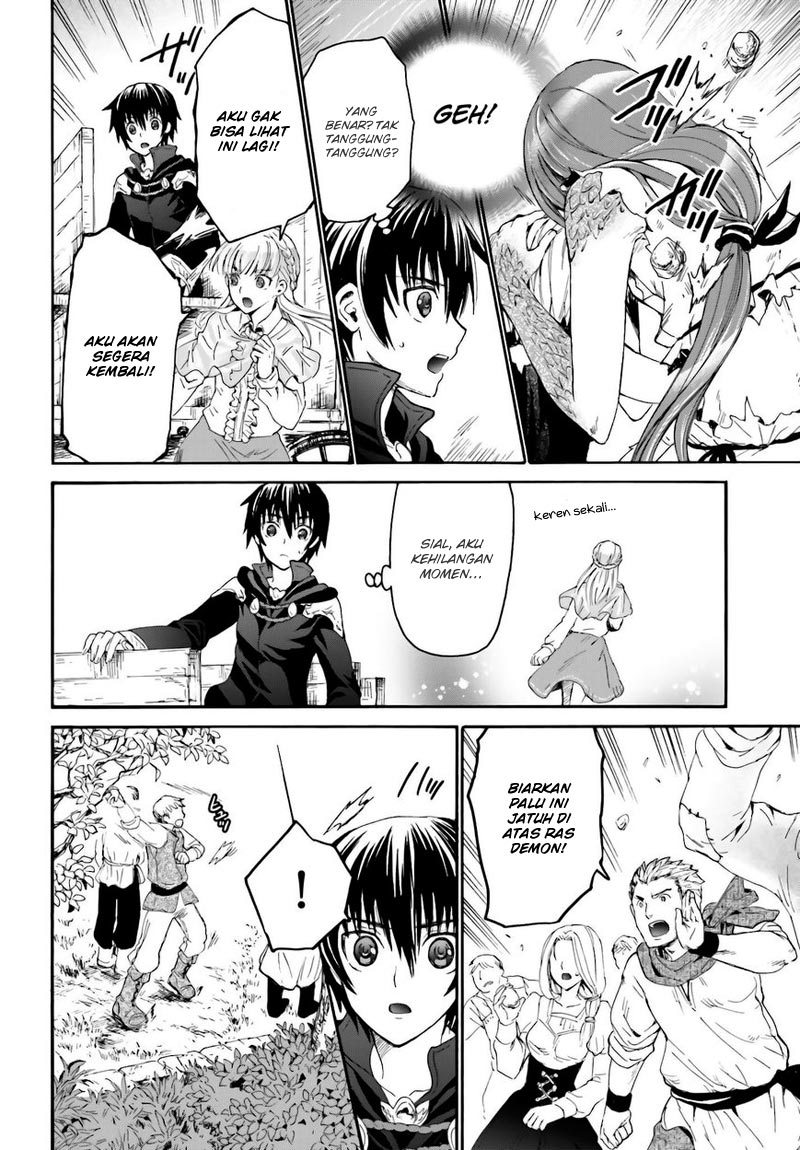 GEH!
YANG
BENAR? TAK
TANGGUNG-
TANGGUNG?
AKU GAK
BISA LIHAT
INI LAGI!
AKU AKAN
SEGERA
KEMBALI!
keren sekali...
SIAL, AKU
KEHILANGAN
MOMEN...
BIARKAN
PALU INI
JATUH DI
ATAS RAS
DEMON!
!